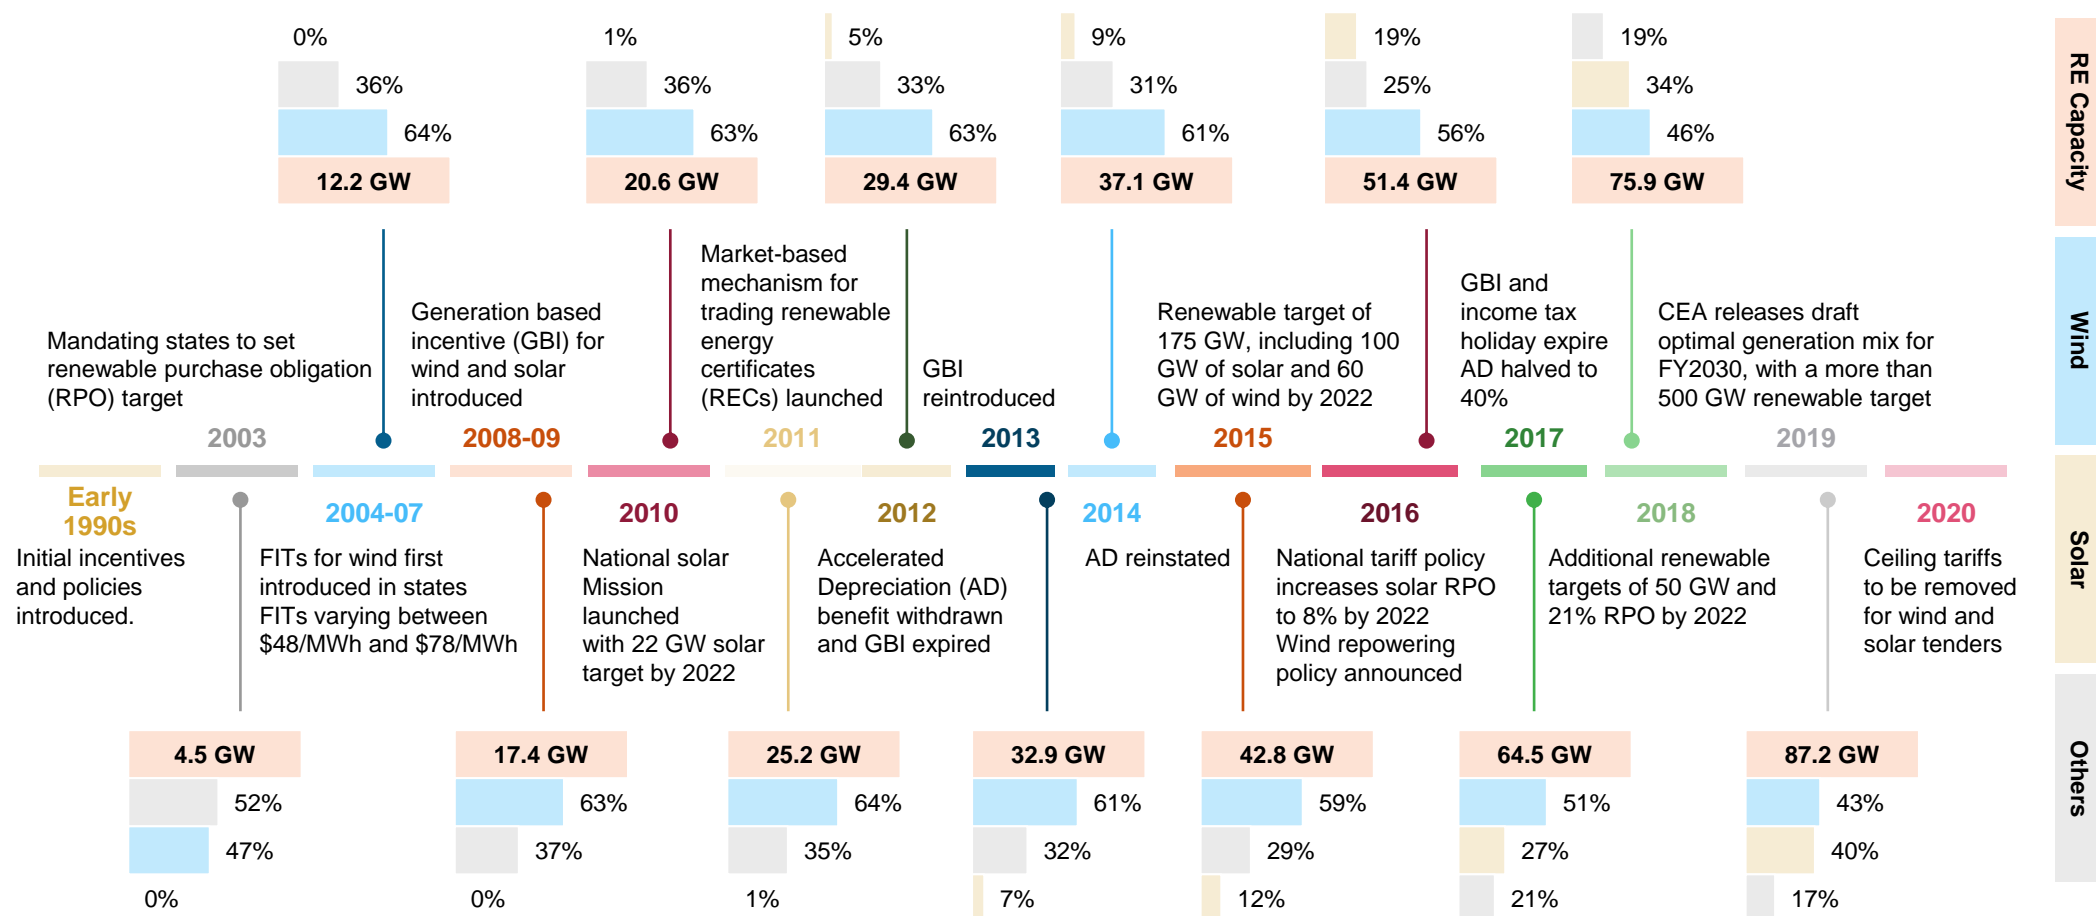 0%
36%
64%
12.2 GW
1%
36%
63%
20.6 GW
5%
33%
63%
29.4 GW
9%
31%
61%
37.1 GW
19%
25%
56%
51.4 GW
19%
34%
46%
75.9 GW
RE Capacity
Wind
Solar
Others
Mandating states to set
renewable purchase obligation
(RPO) target
Generation based
incentive (GBI) for
wind and solar
introduced
Market-based
mechanism for
trading renewable
energy
certificates
(RECs) launched
GBI
reintroduced
Renewable target of
175 GW, including 100
GW of solar and 60
GW of wind by 2022
GBI and
income tax
holiday expire
AD halved to
40%
CEA releases draft
optimal generation mix for
FY2030, with a more than
500 GW renewable target
2003
2008-09
2011
2013
2015
2017
2019
Early
1990s
2004-07
2010
2012
2014
2016
2018
2020
Initial incentives
and policies
introduced.
FITs for wind first
introduced in states
FITs varying between
$48/MWh and $78/MWh
National solar
Mission
launched
with 22 GW solar
target by 2022
Accelerated
Depreciation (AD)
benefit withdrawn
and GBI expired
AD reinstated
National tariff policy
increases solar RPO
to 8% by 2022
Wind repowering
policy announced
Additional renewable
targets of 50 GW and
21% RPO by 2022
Ceiling tariffs
to be removed
for wind and
solar tenders
4.5 GW
52%
47%
0%
17.4 GW
63%
37%
0%
25.2 GW
64%
35%
1%
32.9 GW
61%
32%
7%
42.8 GW
59%
29%
12%
64.5 GW
51%
27%
21%
87.2 GW
43%
40%
17%